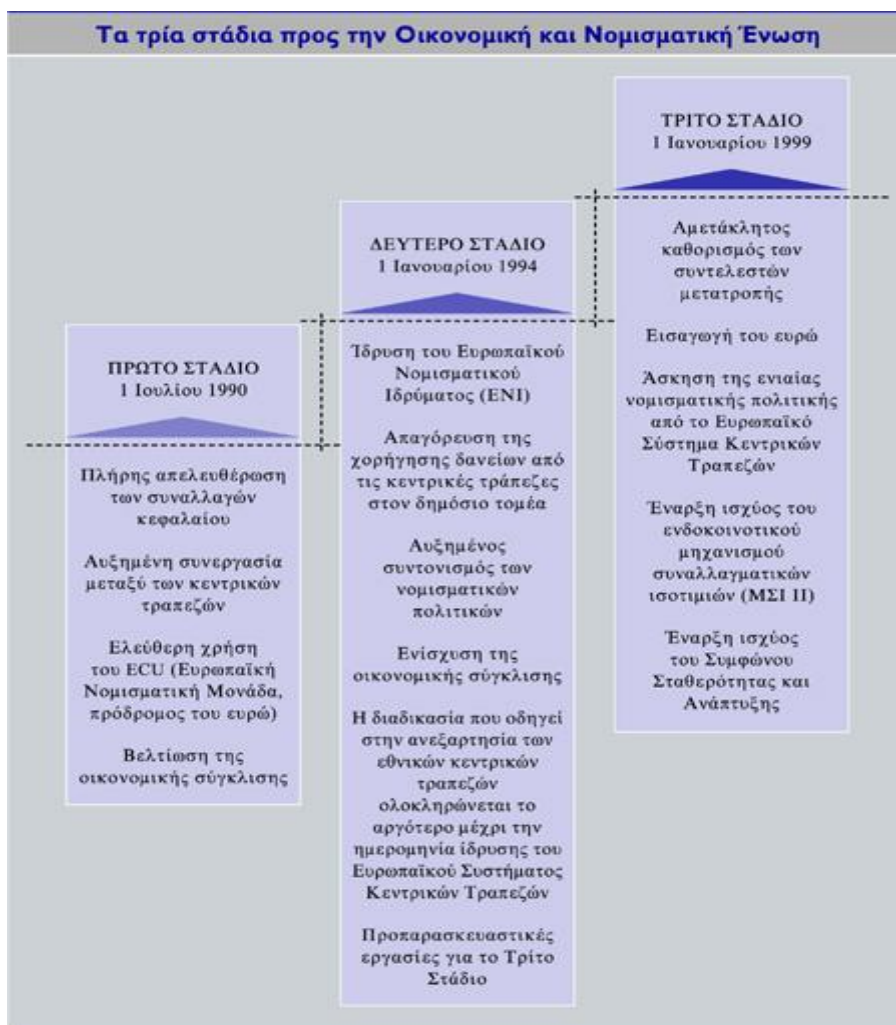 Τα τρία στάδια προς την Οικονομική και Νομισματική Ένωση
ΠΡΩΤΟ ΣΤΑΔΙΟ
1 Ιουλίου 1990
Πλήρης απελευθέρωση
των συναλλαγών
κεφαλαίου
Αυξημένη συνεργασία
μεταξύ των κεντρικών
τραπεζών
Ελεύθερη χρήση
του ECU (Ευρωπαϊκή
Νομισματική Μονάδα,
πρόδρομος του ευρώ)
Βελτίωση της
οικονομικής σύγκλισης
ΔΕΥΤΕΡΟ ΣΤΑΔΙΟ
1 Ιανουαρίου 1994
Ίδρυση του Ευρωπαϊκού
Νομισματικού
Ιδρύματος (ΕΝΙ)
Απαγόρευση της
χορήγησης δανείων από
τις κεντρικές τράπεζες
στον δημόσιο τομέα
Αυξημένος
συντονισμός των
νομισματικών
πολιτικών
Ενίσχυση της
οικονομικής σύγκλισης
Η διαδικασία που οδηγεί
στην ανεξαρτησία των
εθνικών κεντρικών
τραπεζών
ολοκληρώνεται το
αργότερο μέχρι την
ημερομηνία ίδρυσης του
Ευρωπαϊκού Συστήματος
Κεντρικών Τραπεζών
Προπαρασκευαστικές
εργασίες για το Τρίτο
Στάδιο
ΤΡΙΤΟ ΣΤΑΔΙΟ
1 Ιανουαρίου 1999
Αμετάκλητος
καθορισμός των
συντελεστών
μετατροπής
Εισαγωγή του ευρώ
Άσκηση της ενιαίας
νομισματικής πολιτικής
από το Ευρωπαϊκό
Σύστημα Κεντρικών
Τραπεζών
Έναρξη ισχύος του
ενδοκοινοτικού
μηχανισμού
συναλλαγματικών
ισοτιμιών (ΜΣΙ ΙΙ)
Έναρξη ισχύος
του Συμφώνου
Σταθερότητας και
Ανάπτυξης